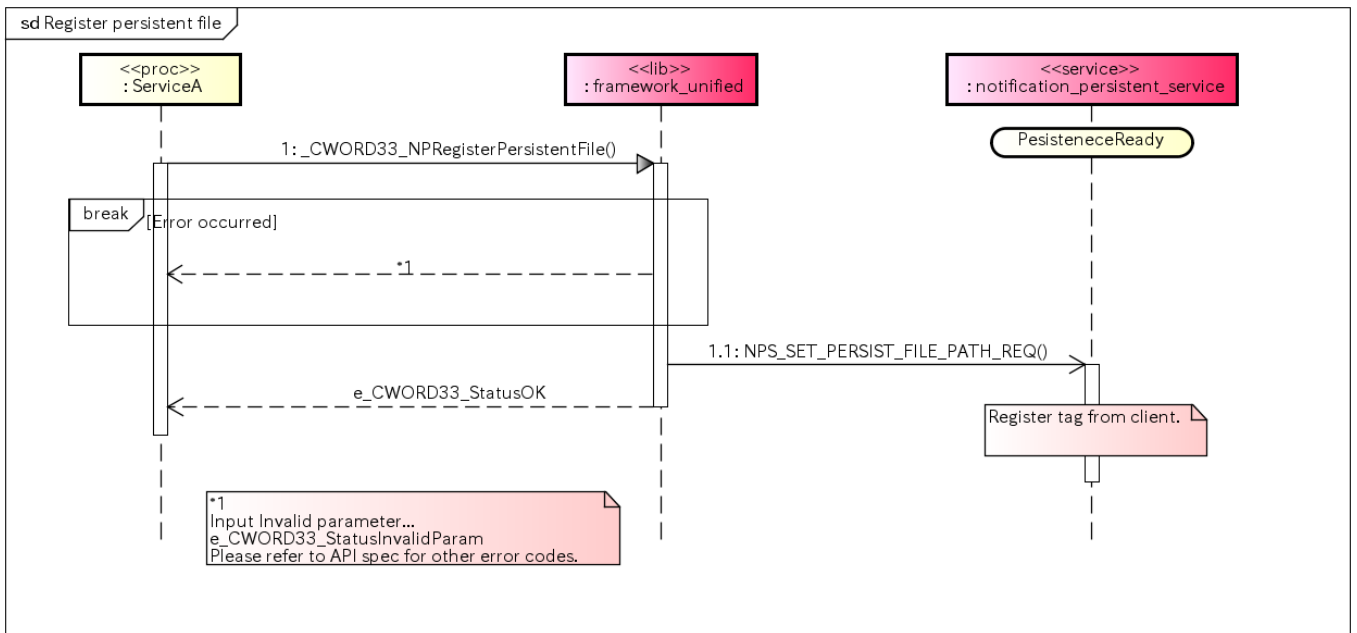 sd Register persistent file
<<proc>>
: ServiceA
<<lib>>
: framework_unified
<<service>>
: notification_persistent_service
PesisteneceReady
1: _CWORD33_NPRegisterPersistentFile()
break
[Error occurred]
*1
1.1: NPS_SET_PERSIST_FILE_PATH_REQ()
e_CWORD33_StatusOK
Register tag from client.
*1
Input Invalid parameter...
e_CWORD33_StatusInvalidParam
Please refer to API spec for other error codes.